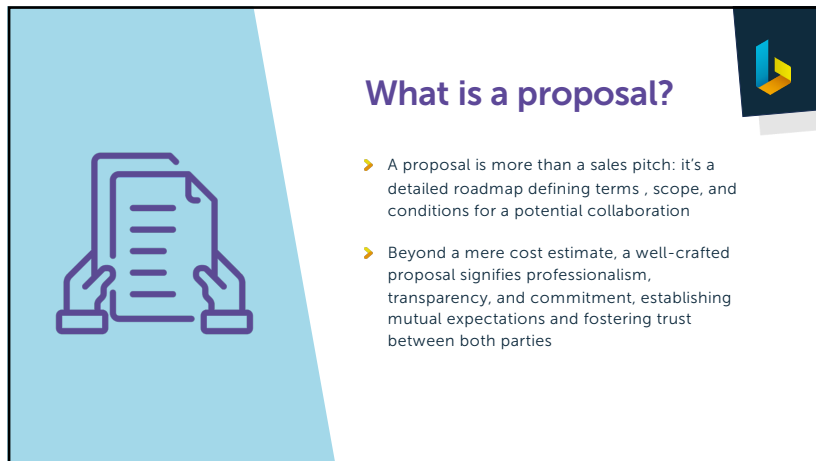 What is a proposal?
A proposal is more than a sales pitch: it’s a
detailed roadmap defining terms , scope, and
conditions for a potential collaboration
Beyond a mere cost estimate, a well-crafted
proposal signifies professionalism,
transparency, and commitment, establishing
mutual expectations and fostering trust
between both parties